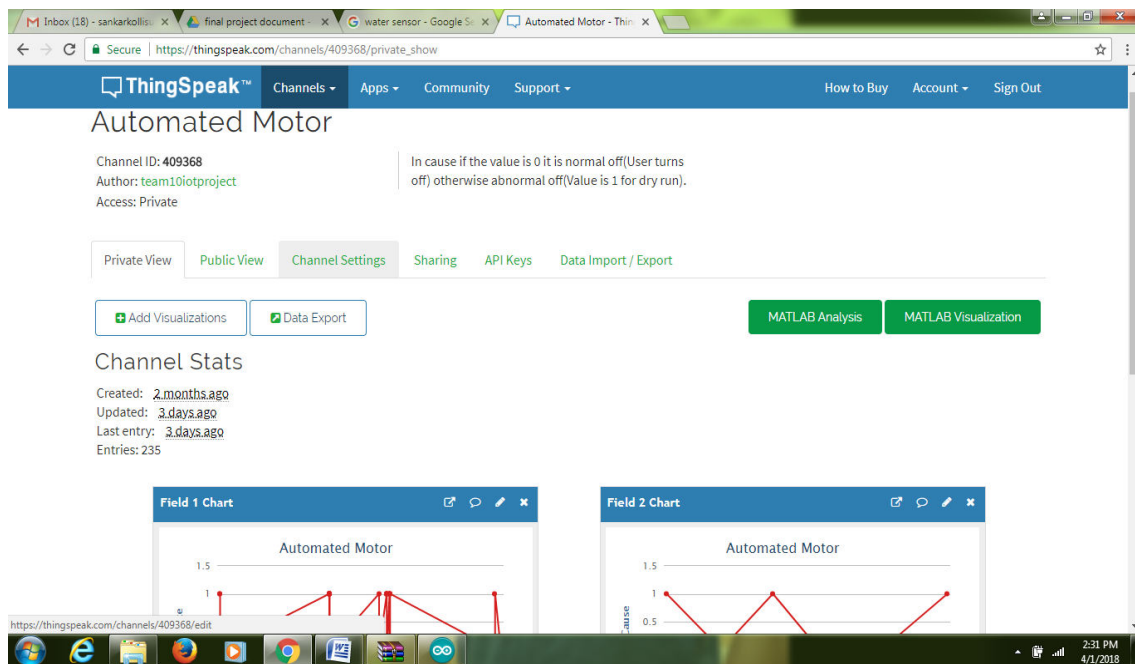 Inbox (18) - sankarkollisu
final project document -
water sensor - Google Se
Automated Motor - Thin
Secure | https://thingspeak.com/channels/409368/private_show
ThingSpeak™ Channels Apps Community Support How to Buy Account Sign Out
Automated Motor
Channel ID: 409368
Author: team10iotproject
Access: Private
In cause if the value is 0 it is normal off(User turns
off) otherwise abnormal off(Value is 1 for dry run).
Private View Public View Channel Settings Sharing API Keys Data Import / Export
Add Visualizations Data Export MATLAB Analysis MATLAB Visualization
Channel Stats
Created: 2 months ago
Updated: 3 days ago
Last entry: 3 days ago
Entries: 235
Field 1 Chart
Automated Motor
1.5
1
Field 2 Chart
Automated Motor
1.5
1
0.5
Cause
https://thingspeak.com/channels/409368/edit
2:31 PM
4/1/2018